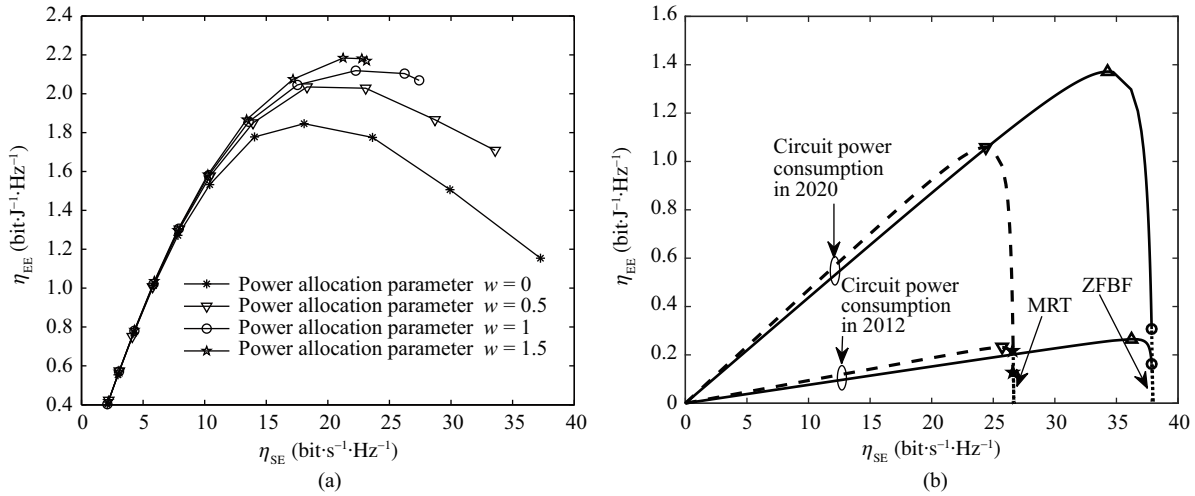 2.4
2.2
2.0
1.8
1.6
1.4
1.2
1.0
0.8
0.6
0.4
η_EE (bit·J⁻¹·Hz⁻¹)
Power allocation parameter w = 0
Power allocation parameter w = 0.5
Power allocation parameter w = 1
Power allocation parameter w = 1.5
0 5 10 15 20 25 30 35 40
η_SE (bit·s⁻¹·Hz⁻¹)
(a)
1.6
1.4
1.2
1.0
0.8
0.6
0.4
0.2
0
η_EE (bit·J⁻¹·Hz⁻¹)
Circuit power
consumption
in 2020
Circuit power
consumption
in 2012
MRT
ZFBF
0 5 10 15 20 25 30 35 40
η_SE (bit·s⁻¹·Hz⁻¹)
(b)